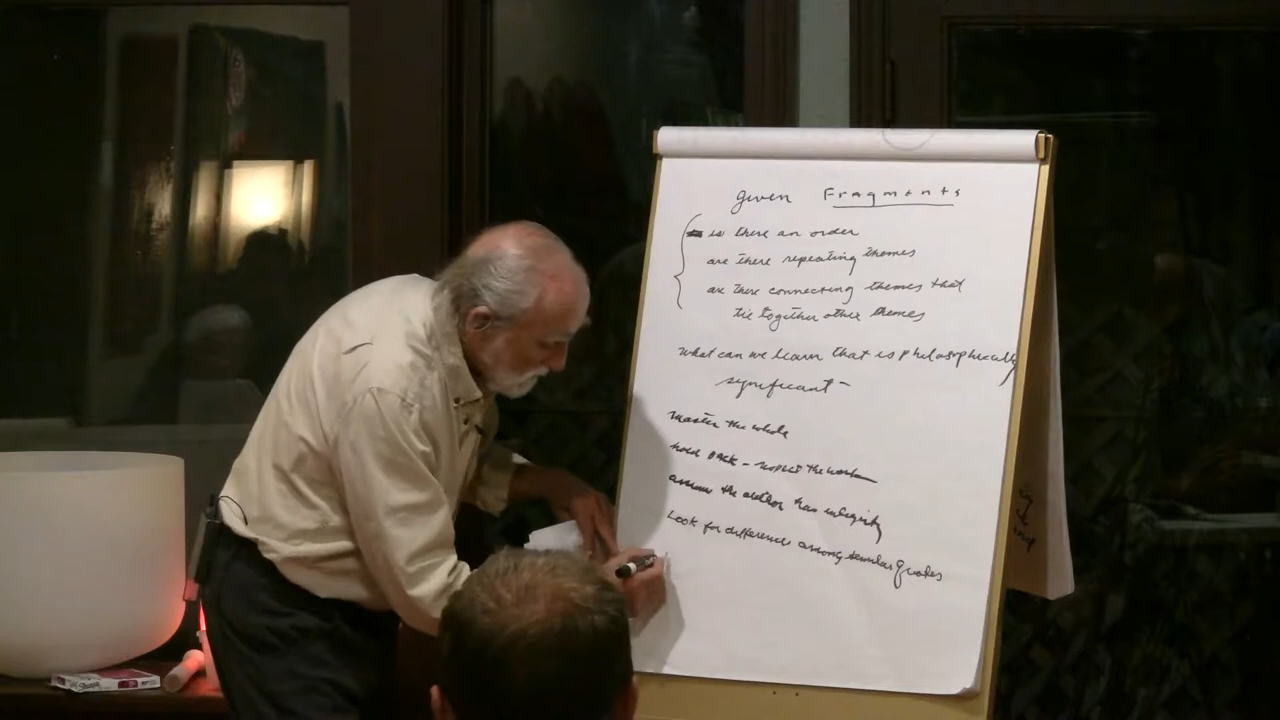 given Fragments
is there an order
are there repeating themes
are there connecting themes that
tie together other themes
what can we learn that is philosophically
significant -
master the whole
hold back - respect the work
assume the author has integrity
Look for difference among similar quotes
Sharpie